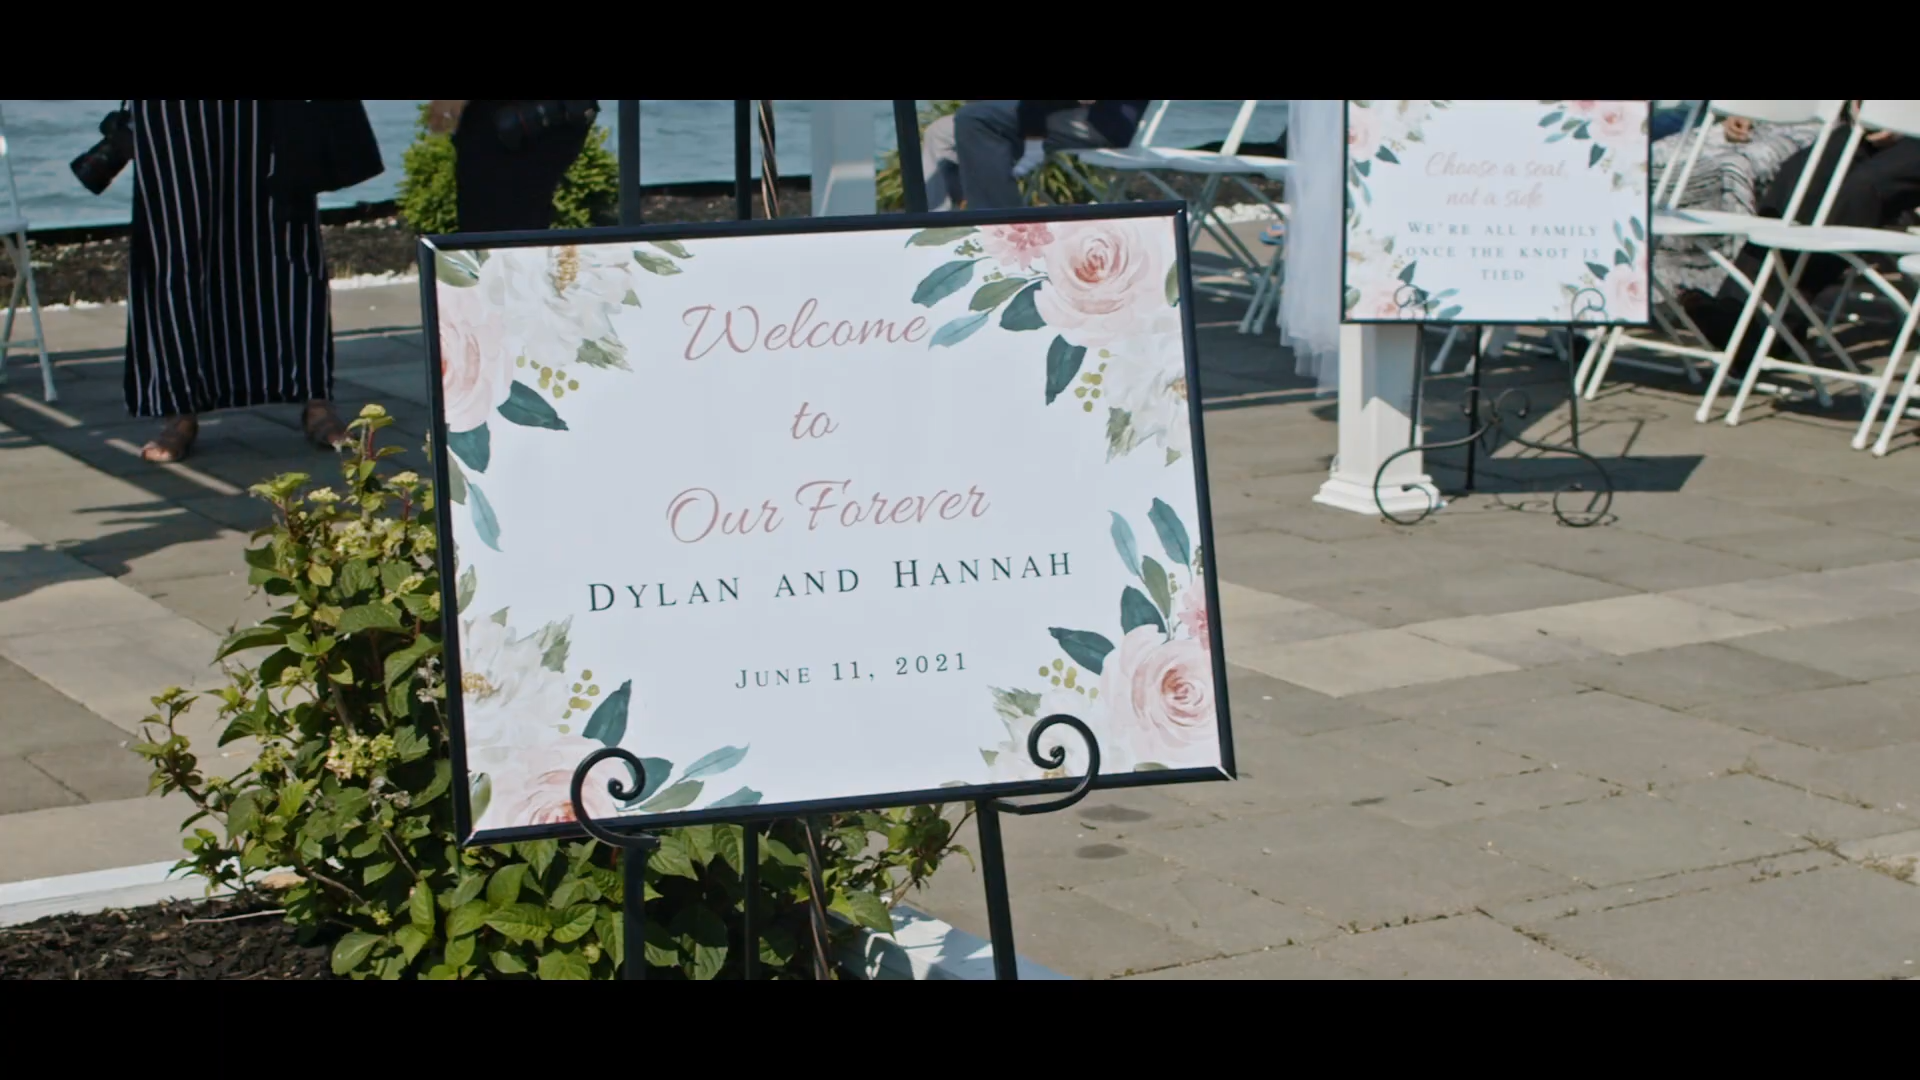 Welcome
to
Our Forever
Dylan and Hannah
June 11, 2021
Choose a seat,
not a side
We're all family
once the knot is
tied